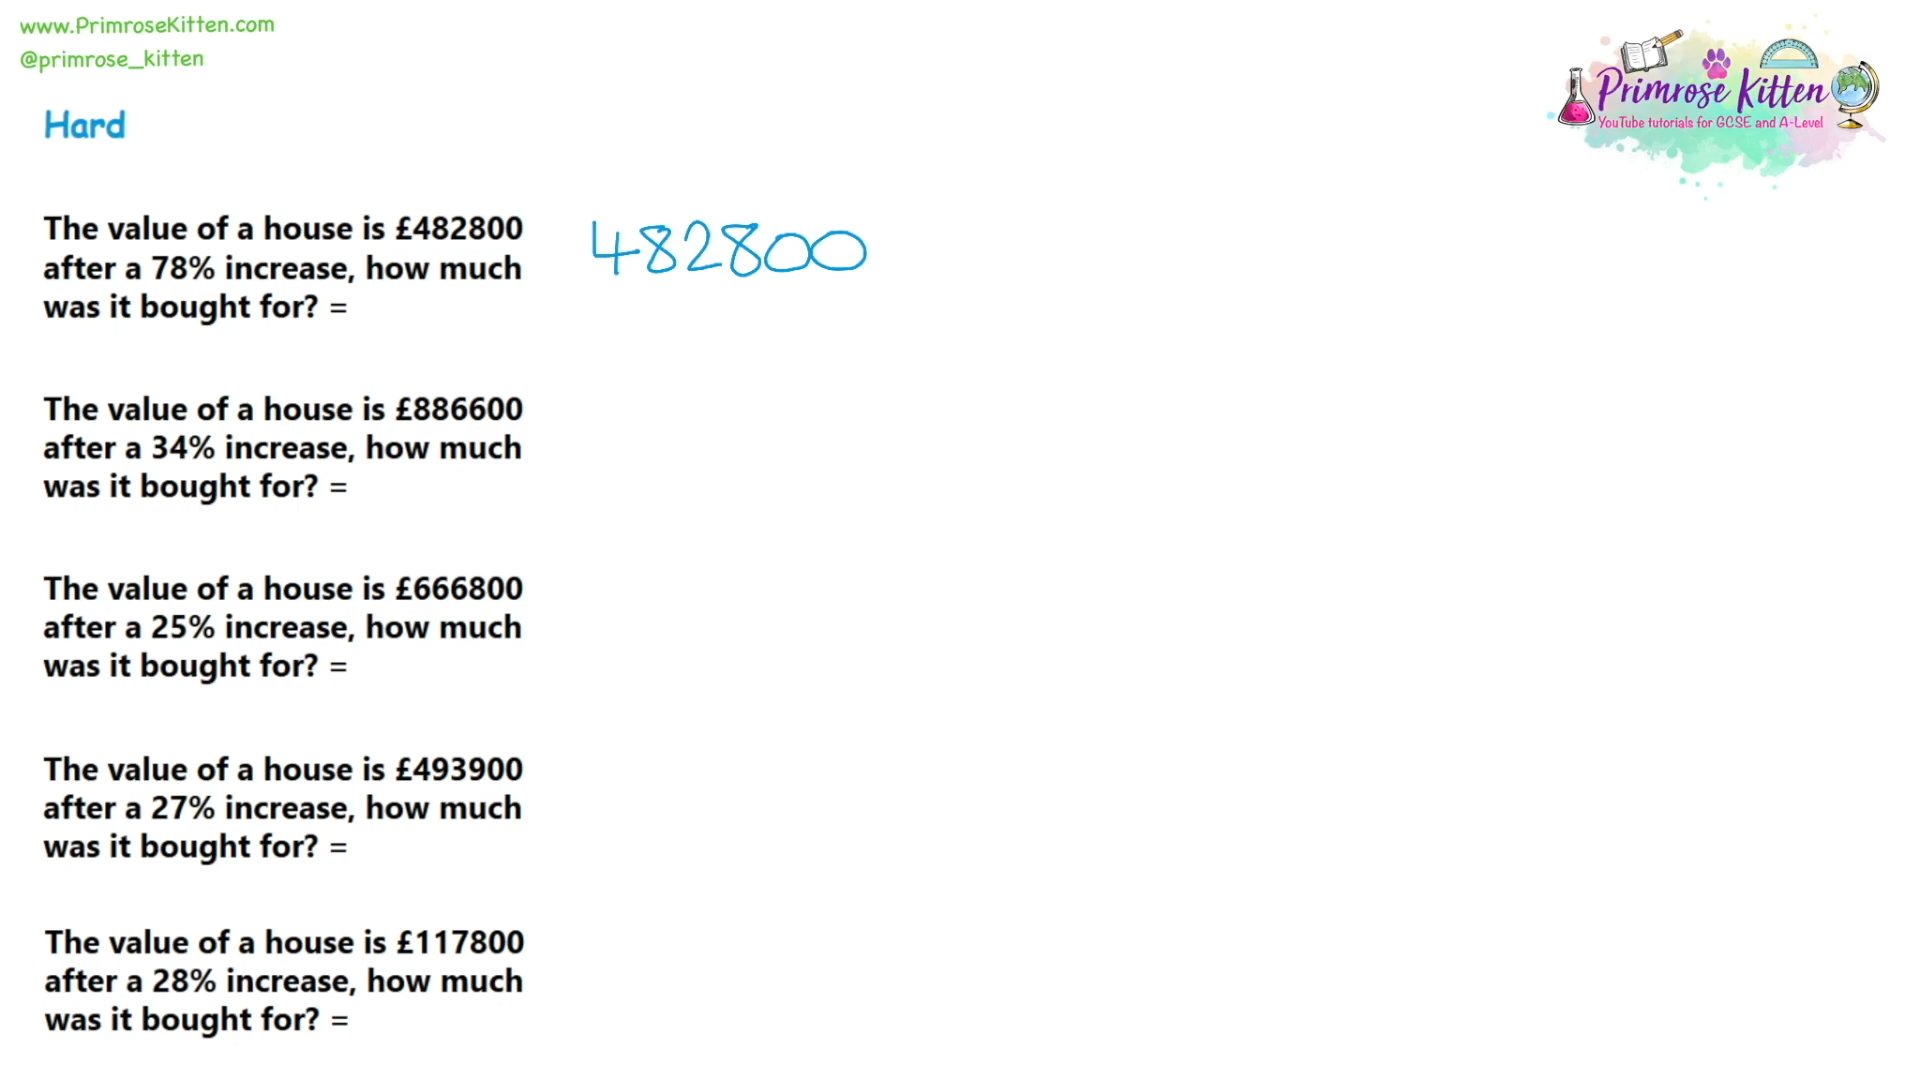 www.PrimroseKitten.com
@primrose_kitten
Primrose Kitten
YouTube tutorials for GCSE and A-Level
Hard
The value of a house is £482800
after a 78% increase, how much
was it bought for? =
482800
The value of a house is £886600
after a 34% increase, how much
was it bought for? =
The value of a house is £666800
after a 25% increase, how much
was it bought for? =
The value of a house is £493900
after a 27% increase, how much
was it bought for? =
The value of a house is £117800
after a 28% increase, how much
was it bought for? =